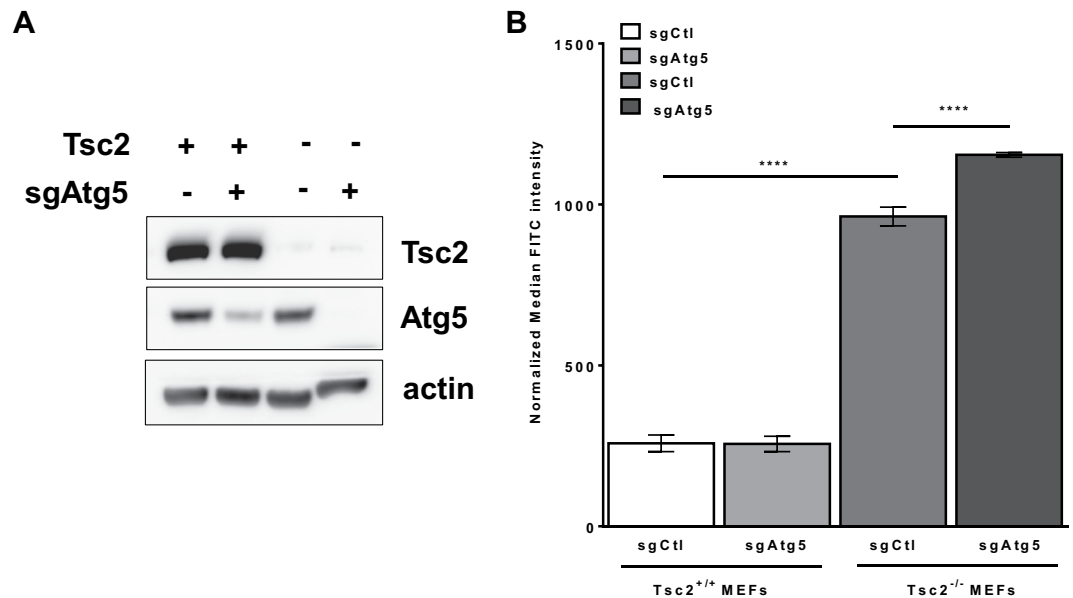 A
Tsc2 + + - -
sgAtg5 - + - +
Tsc2
Atg5
actin
B
sgCtl
sgAtg5
sgCtl
sgAtg5
Normalized Median FITC intensity
1500
1000
500
0
****
****
sgCtl sgAtg5 sgCtl sgAtg5
Tsc2+/+ MEFs Tsc2-/- MEFs